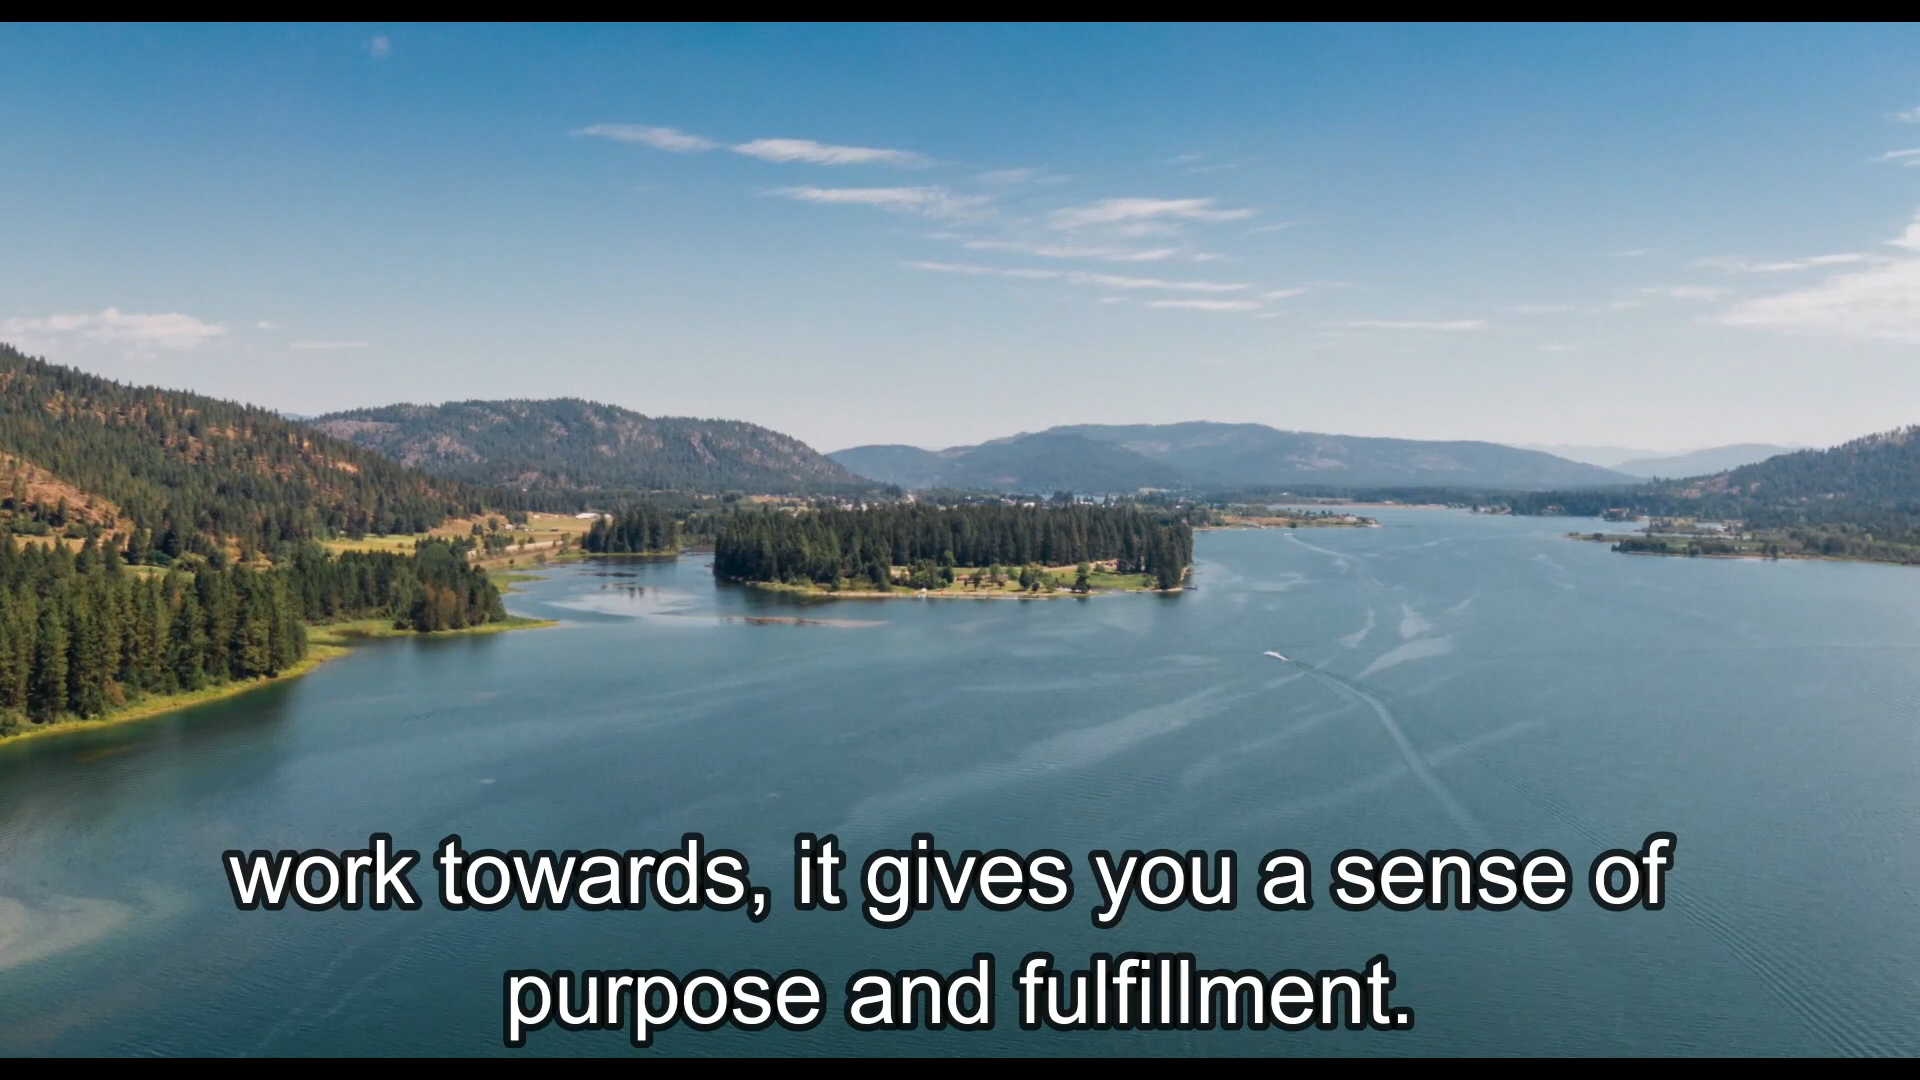 work towards, it gives you a sense of
purpose and fulfillment.